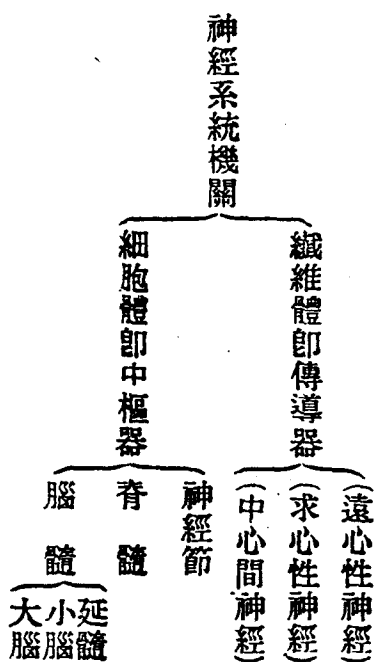 神經系統機關
纖維體卽傳導器
(遠心性神經)
(求心性神經)
(中心間神經)
細胞體卽中樞器
神經節
脊髓
腦髓
延髓
小腦
大腦